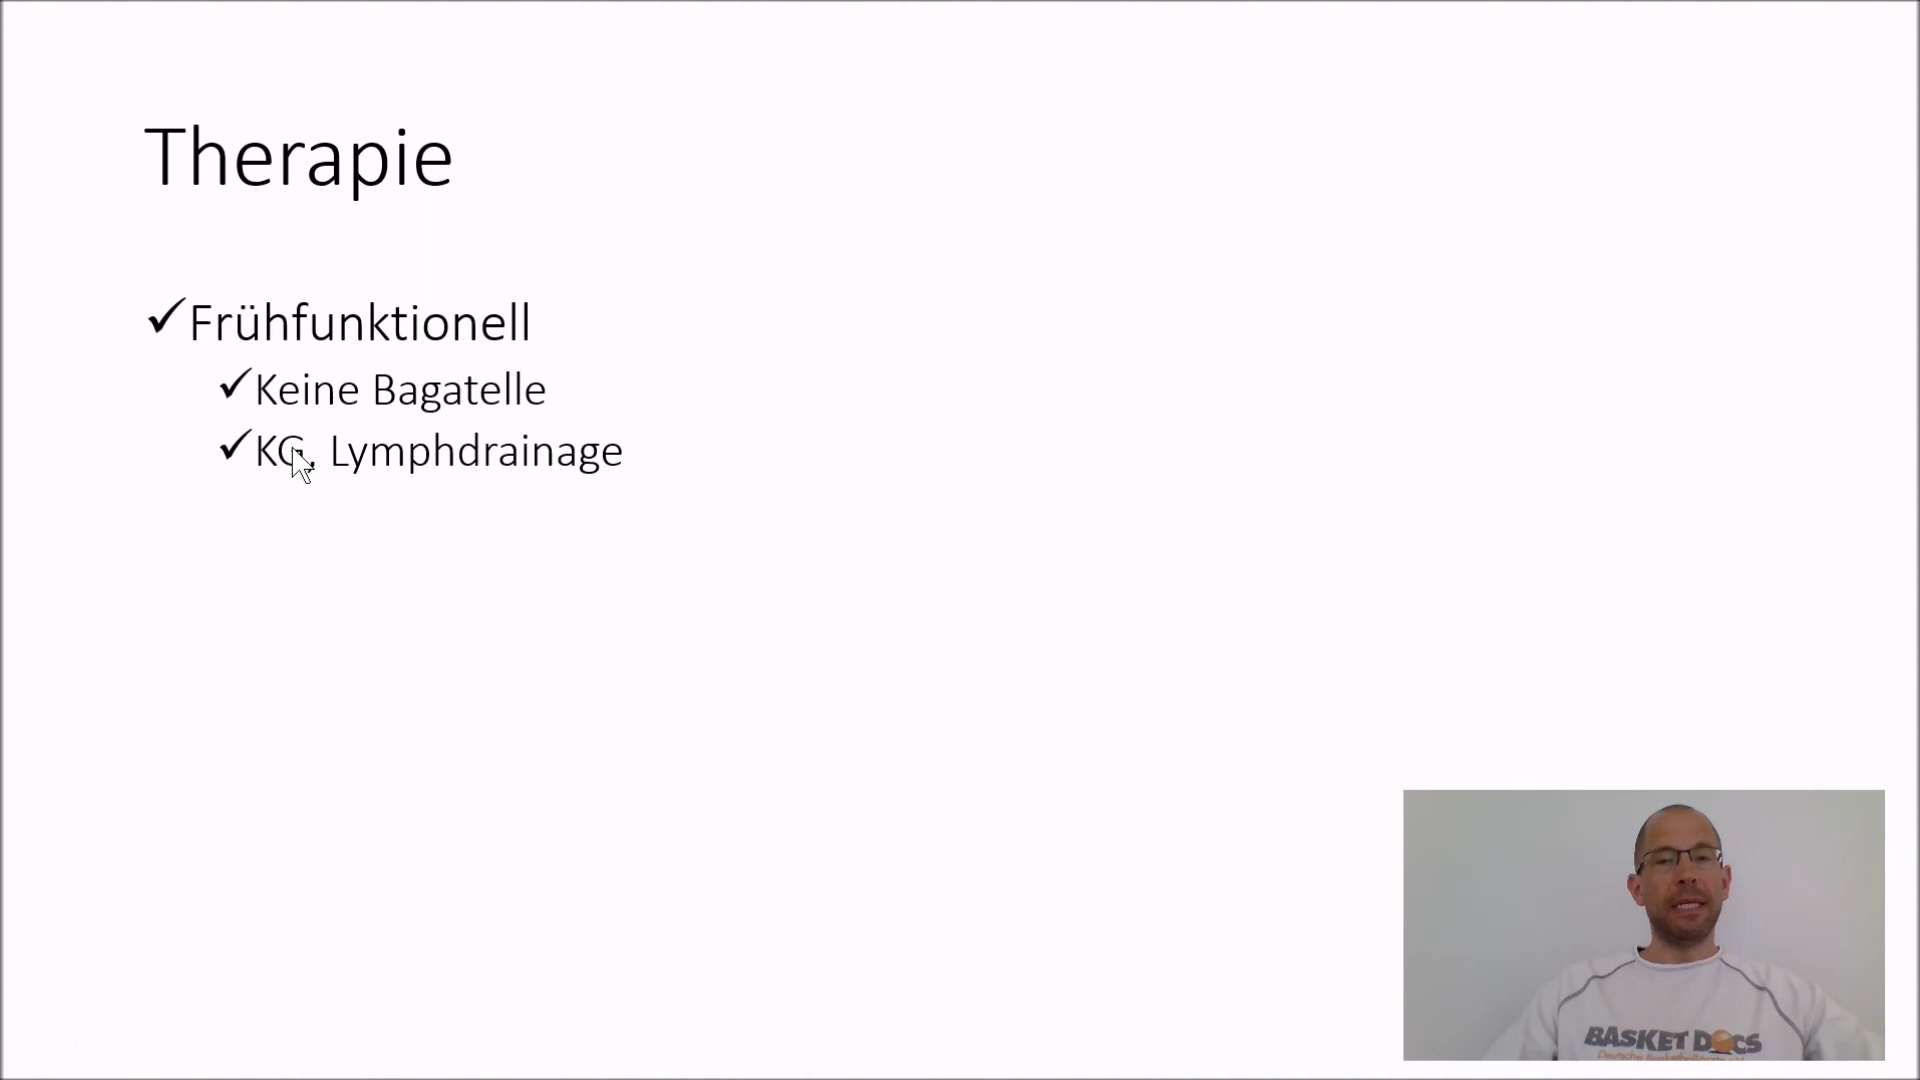 Therapie
Frühfunktionell
Keine Bagatelle
KG, Lymphdrainage
BASKET DOCS